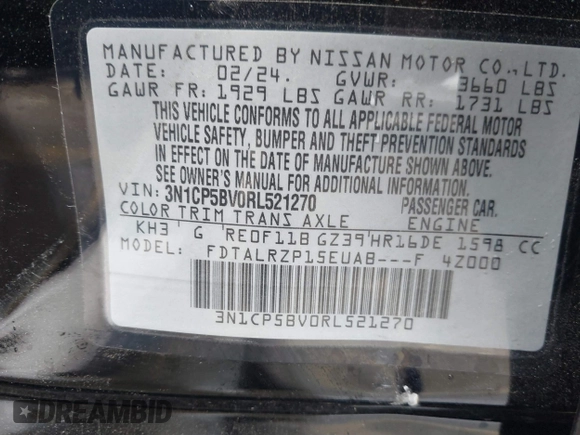 MANUFACTURED BY NISSAN MOTOR CO.,LTD.
DATE: 02/24. GVWR: 3660 LBS
GAWR FR: 1929 LBS GAWR RR: 1731 LBS
THIS VEHICLE CONFORMS TO ALL APPLICABLE FEDERAL MOTOR
VEHICLE SAFETY, BUMPER AND THEFT PREVENTION STANDARDS
IN EFFECT ON THE DATE OF MANUFACTURE SHOWN ABOVE.
SEE OWNER'S MANUAL FOR ADDITIONAL INFORMATION.
VIN: 3N1CP5BV0RL521270 PASSENGER CAR.
COLOR TRIM TRANS AXLE ENGINE
KH3 G RE0F11B GZ39 HR16DE 1598 CC
MODEL: FDTALRZP15EUAB---F 4Z000
3N1CP5BV0RL521270
DREAMBID